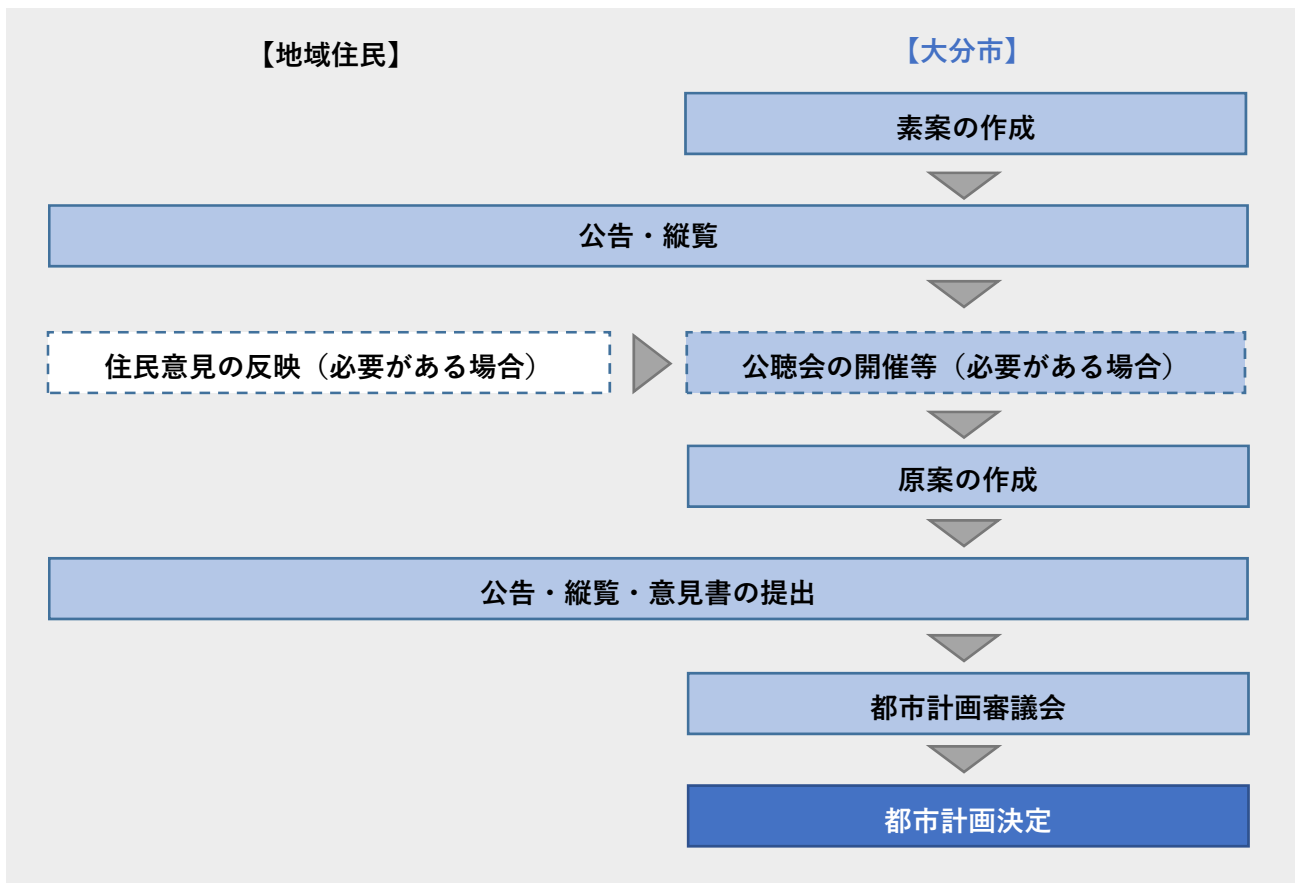 【地域住民】
【大分市】
素案の作成
公告・縦覧
住民意見の反映（必要がある場合）
公聴会の開催等（必要がある場合）
原案の作成
公告・縦覧・意見書の提出
都市計画審議会
都市計画決定